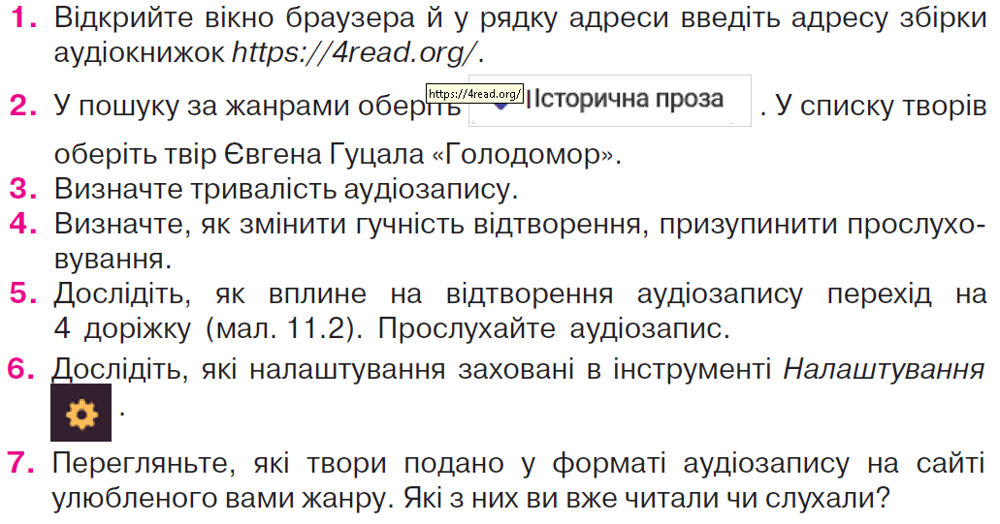 1. Відкрийте вікно браузера й у рядку адреси введіть адресу збірки
аудіокнижок https://4read.org/.
https://4read.org/
2. У пошуку за жанрами оберіть Історична проза . У списку творів
оберіть твір Євгена Гуцала «Голодомор».
3. Визначте тривалість аудіозапису.
4. Визначте, як змінити гучність відтворення, призупинити прослухо-
вування.
5. Дослідіть, як вплине на відтворення аудіозапису перехід на
4 доріжку (мал. 11.2). Прослухайте аудіозапис.
6. Дослідіть, які налаштування заховані в інструменті Налаштування
.
7. Перегляньте, які твори подано у форматі аудіозапису на сайті
улюбленого вами жанру. Які з них ви вже читали чи слухали?